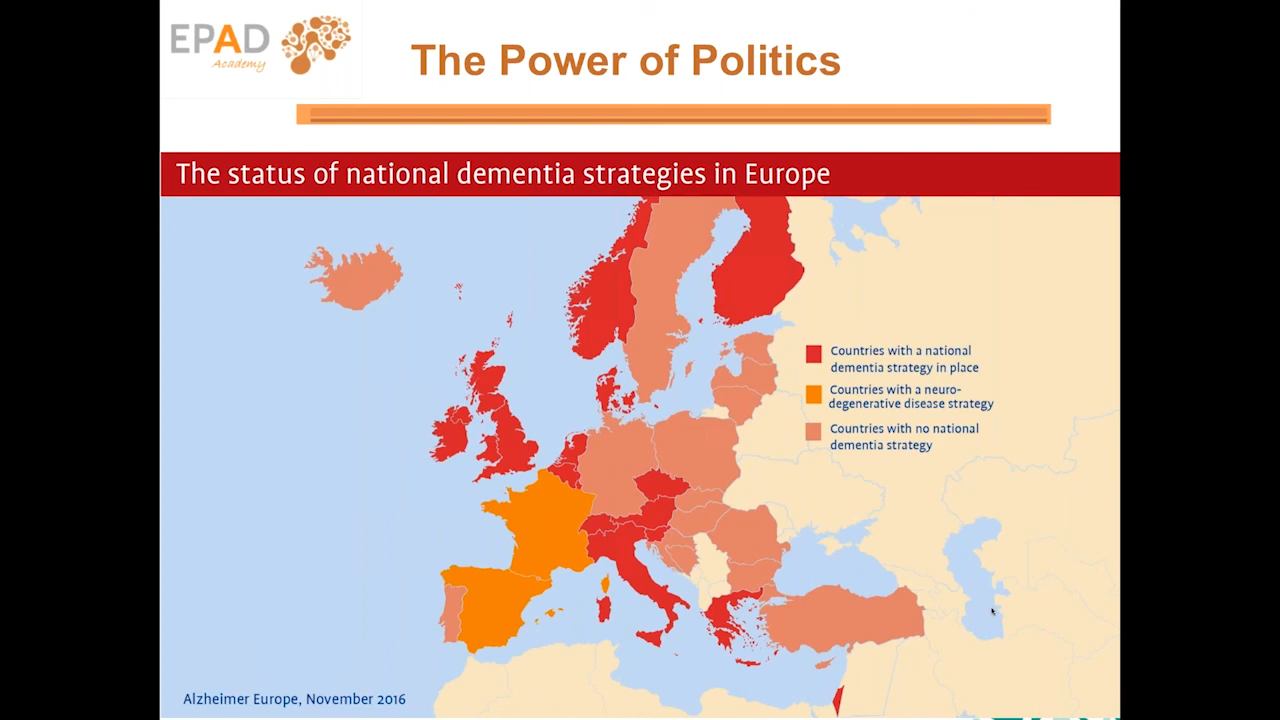 EPAD
Academy
The Power of Politics
The status of national dementia strategies in Europe
Countries with a national
dementia strategy in place
Countries with a neuro-
degenerative disease strategy
Countries with no national
dementia strategy
Alzheimer Europe, November 2016